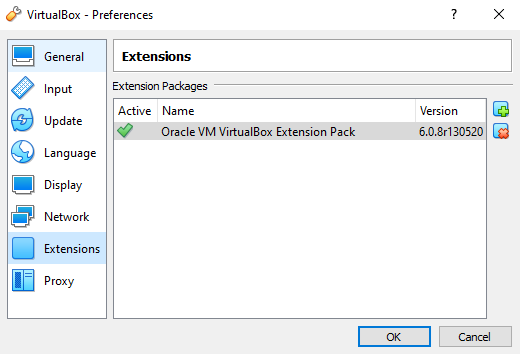 VirtualBox - Preferences
?
General
Input
Update
Language
Display
Network
Extensions
Proxy
Extensions
Extension Packages
Active Name Version
Oracle VM VirtualBox Extension Pack 6.0.8r130520
OK Cancel